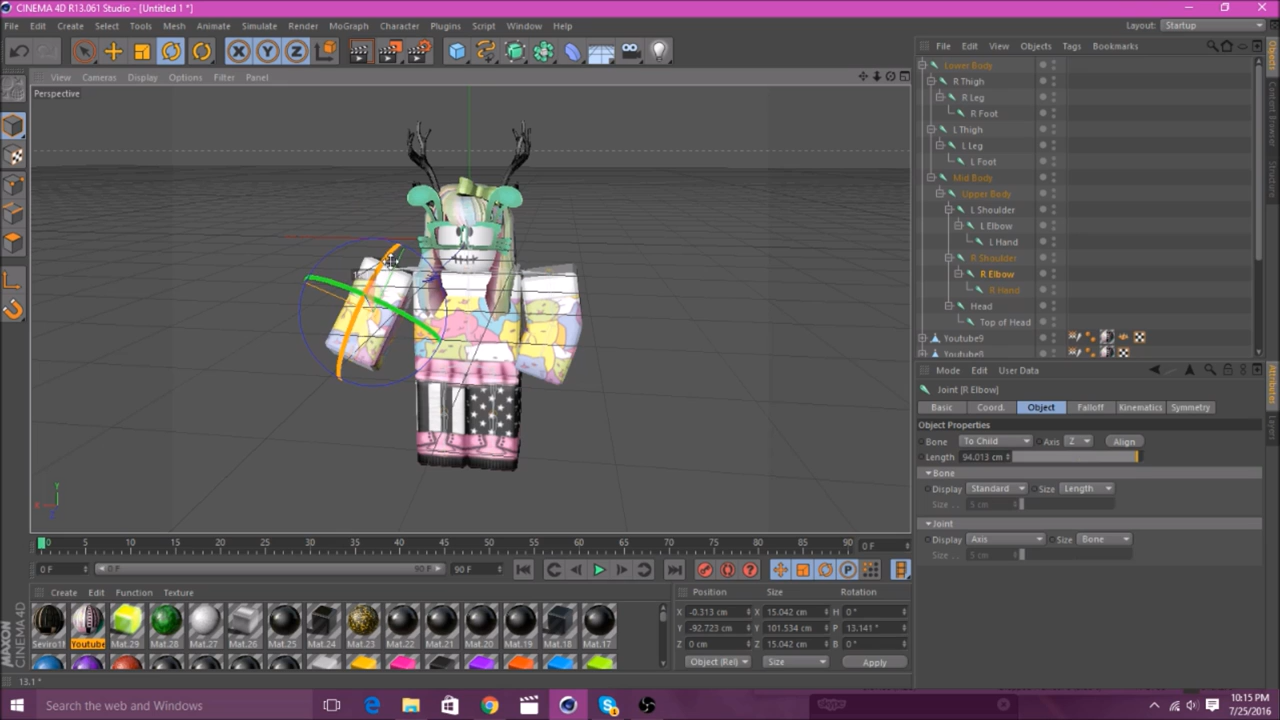 CINEMA 4D R13.061 Studio - [Untitled 1 *]
File Edit Create Select Tools Mesh Animate Simulate Render MoGraph Character Plugins Script Window Help
Layout: Startup
View Cameras Display Options Filter Panel
Perspective
File Edit View Objects Tags Bookmarks
Lower Body
R Thigh
R Leg
R Foot
L Thigh
L Leg
L Foot
Mid Body
Upper Body
L Shoulder
L Elbow
L Hand
R Shoulder
R Elbow
R Hand
Head
Top of Head
Youtube9
Youtube8
Objects
Content Browser
Structure
Mode Edit User Data
Joint [R Elbow]
Basic Coord. Object Falloff Kinematics Symmetry
Object Properties
Bone To Child Axis Z Align
Length 94.013 cm
Bone
Display Standard Size Length
Size . . 5 cm
Joint
Display Axis Size Bone
Size . . 5 cm
Attributes
Layers
0 5 10 15 20 25 30 35 40 45 50 55 60 65 70 75 80 85 90 0 F
0 F 0 F 90 F 90 F
Create Edit Function Texture
Youtube Mat.29 Mat.28 Mat.27 Mat.26 Mat.25 Mat.24 Mat.23 Mat.22 Mat.21 Mat.20 Mat.19 Mat.18 Mat.17
Position Size Rotation
X -0.313 cm X 15.042 cm H 0 °
Y -92.723 cm Y 101.534 cm P 13.141 °
Z 0 cm Z 15.042 cm B 0 °
Object (Rel) Size Apply
MAXON
CINEMA 4D
13.1 °
Search the web and Windows
10:15 PM
7/25/2016